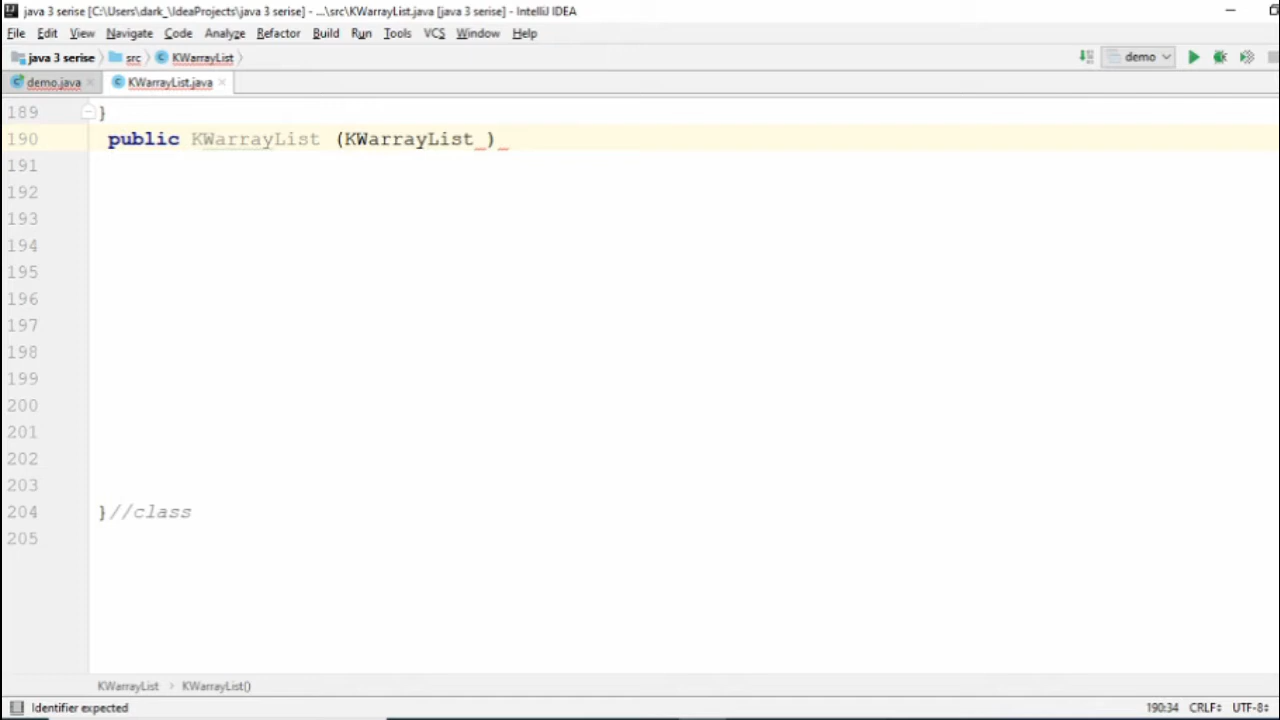 java 3 serise [C:\Users\dark_\IdeaProjects\java 3 serise] - ...\src\KWarrayList.java [java 3 serise] - IntelliJ IDEA
File Edit View Navigate Code Analyze Refactor Build Run Tools VCS Window Help
java 3 serise src KWarrayList demo
demo.java KWarrayList.java
189 }
190 public KWarrayList (KWarrayList )
191
192
193
194
195
196
197
198
199
200
201
202
203
204 }//class
205
KWarrayList KWarrayList()
Identifier expected 190:34 CRLF UTF-8